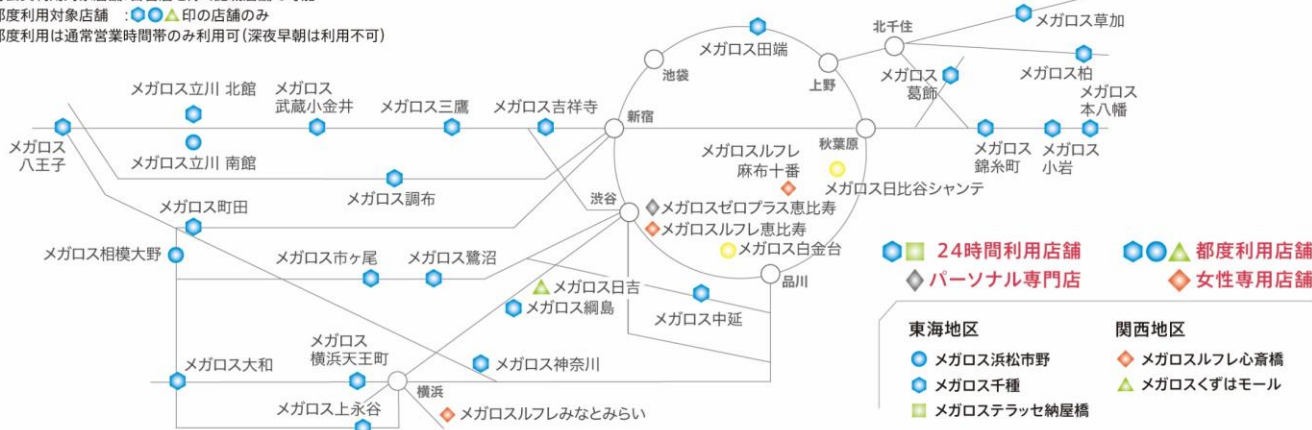 都度利用対象店舗 ：印の店舗のみ
都度利用は通常営業時間帯のみ利用可(深夜早朝は利用不可)
メガロス草加
北千住
メガロス田端
池袋
上野
メガロス
葛飾
メガロス柏
メガロス
本八幡
メガロス立川 北館
メガロス
武蔵小金井
メガロス三鷹
メガロス吉祥寺
新宿
メガロス
八王子
メガロス立川 南館
秋葉原
メガロス
錦糸町
メガロス
小岩
メガロスルフレ
麻布十番
メガロス日比谷シャンテ
メガロス調布
渋谷
メガロスゼロプラス恵比寿
メガロスルフレ恵比寿
メガロス白金台
メガロス町田
メガロス相模大野
メガロス市ヶ尾
メガロス鷺沼
品川
メガロス日吉
メガロス綱島
メガロス中延
24時間利用店舗
都度利用店舗
パーソナル専門店
女性専用店舗
メガロス大和
メガロス
横浜天王町
メガロス神奈川
横浜
メガロス上永谷
メガロスルフレみなとみらい
東海地区
メガロス浜松市野
メガロス千種
メガロステラッセ納屋橋
関西地区
メガロスルフレ心斎橋
メガロスくずはモール